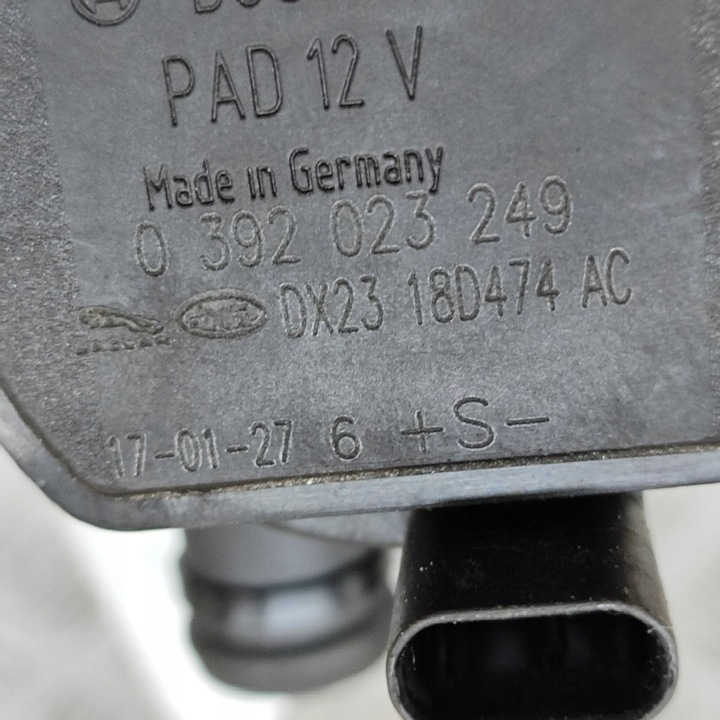 PAD 12 V
Made in Germany
0 392 023 249
DX23 18D474 AC
17-01-27 6 +S-